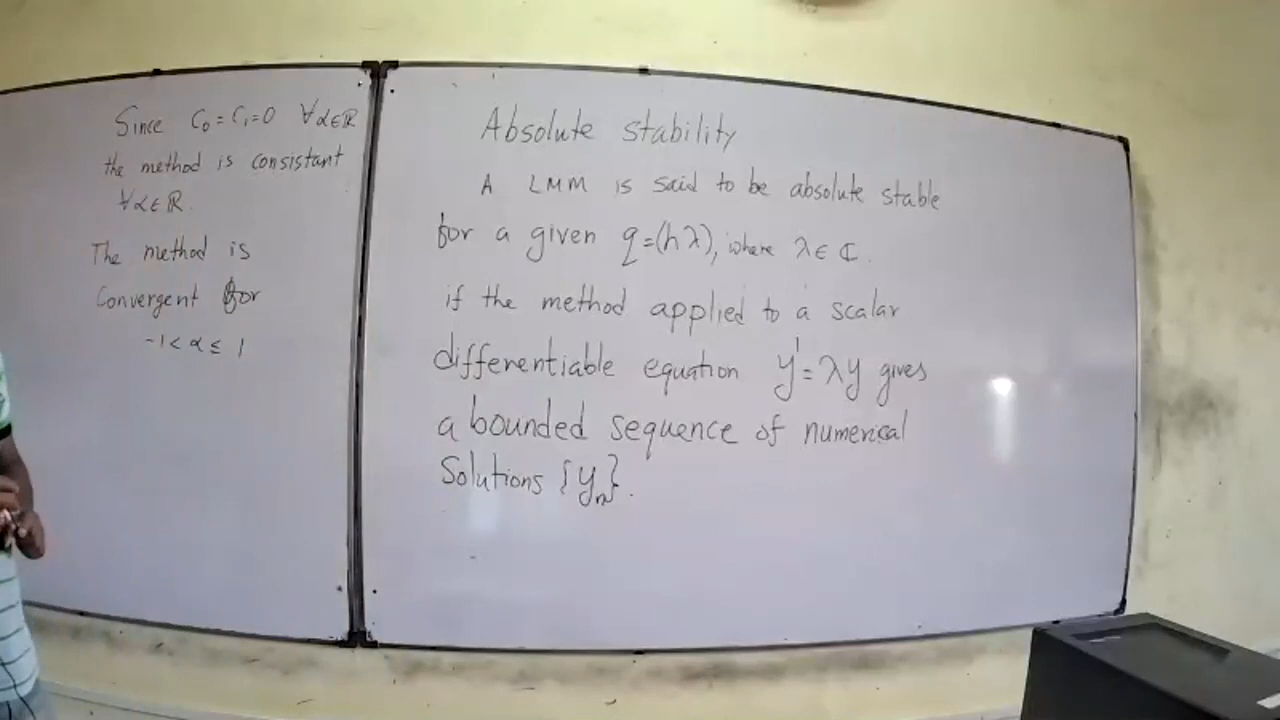 Since C₀ = C₁ = 0 ∀α∈ℝ
the method is consistant
∀α∈ℝ.
The method is
Convergent for
-1 < α ≤ 1
Absolute stability
A LMM is said to be absolute stable
for a given q=(hλ), where λ∈ℂ.
if the method applied to a scalar
differentiable equation y' = λy gives
a bounded sequence of numerical
Solutions {yₙ}.